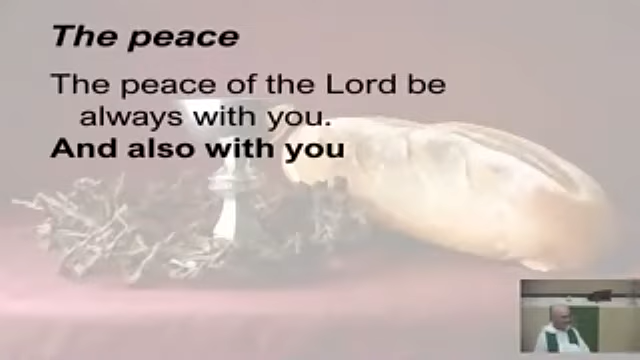 The peace
The peace of the Lord be
always with you.
And also with you